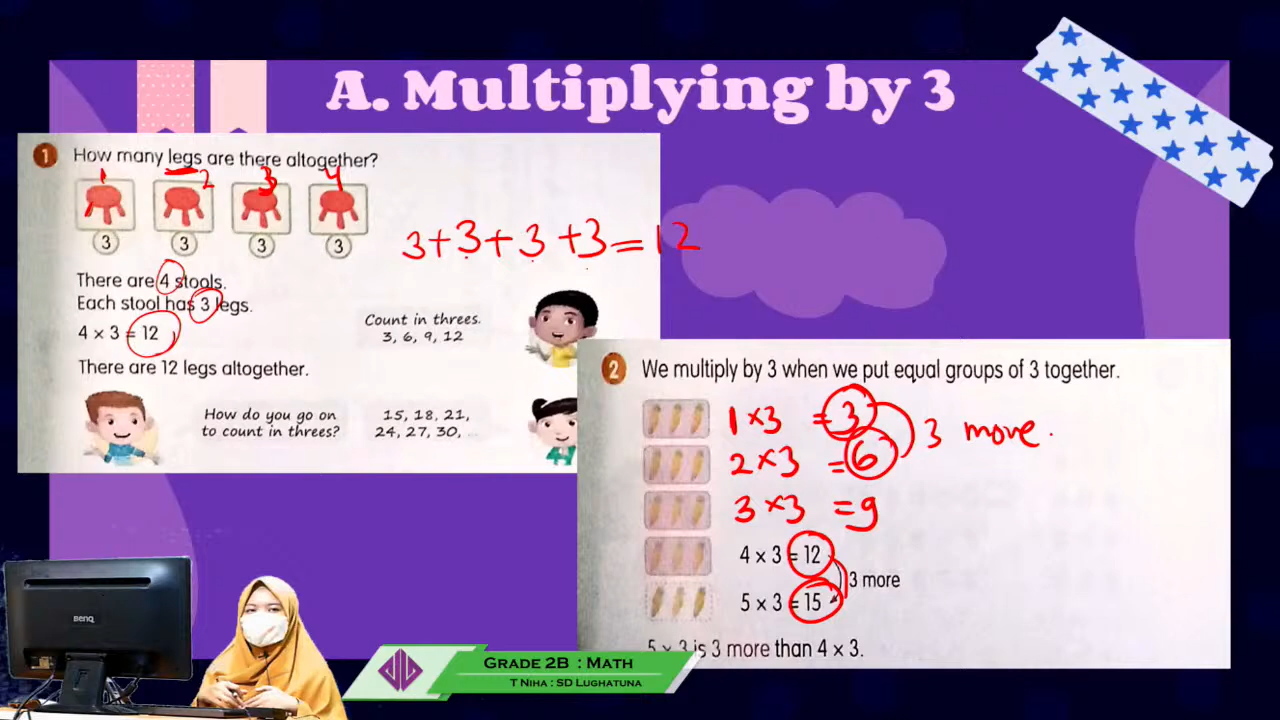 A. Multiplying by 3
1 How many legs are there altogether?
1 2 3 4
3 3 3 3
3+3+3+3=12
There are 4 stools.
Each stool has 3 legs.
4 × 3 = 12
There are 12 legs altogether.
Count in threes.
3, 6, 9, 12
How do you go on
to count in threes?
15, 18, 21,
24, 27, 30, ...
2 We multiply by 3 when we put equal groups of 3 together.
1 × 3 = 3
2 × 3 = 6
3 move.
3 × 3 = 9
4 × 3 = 12
3 more
5 × 3 = 15
5 × 3 is 3 more than 4 × 3.
BenQ
Grade 2B : Math
T Niha : SD Lughatuna